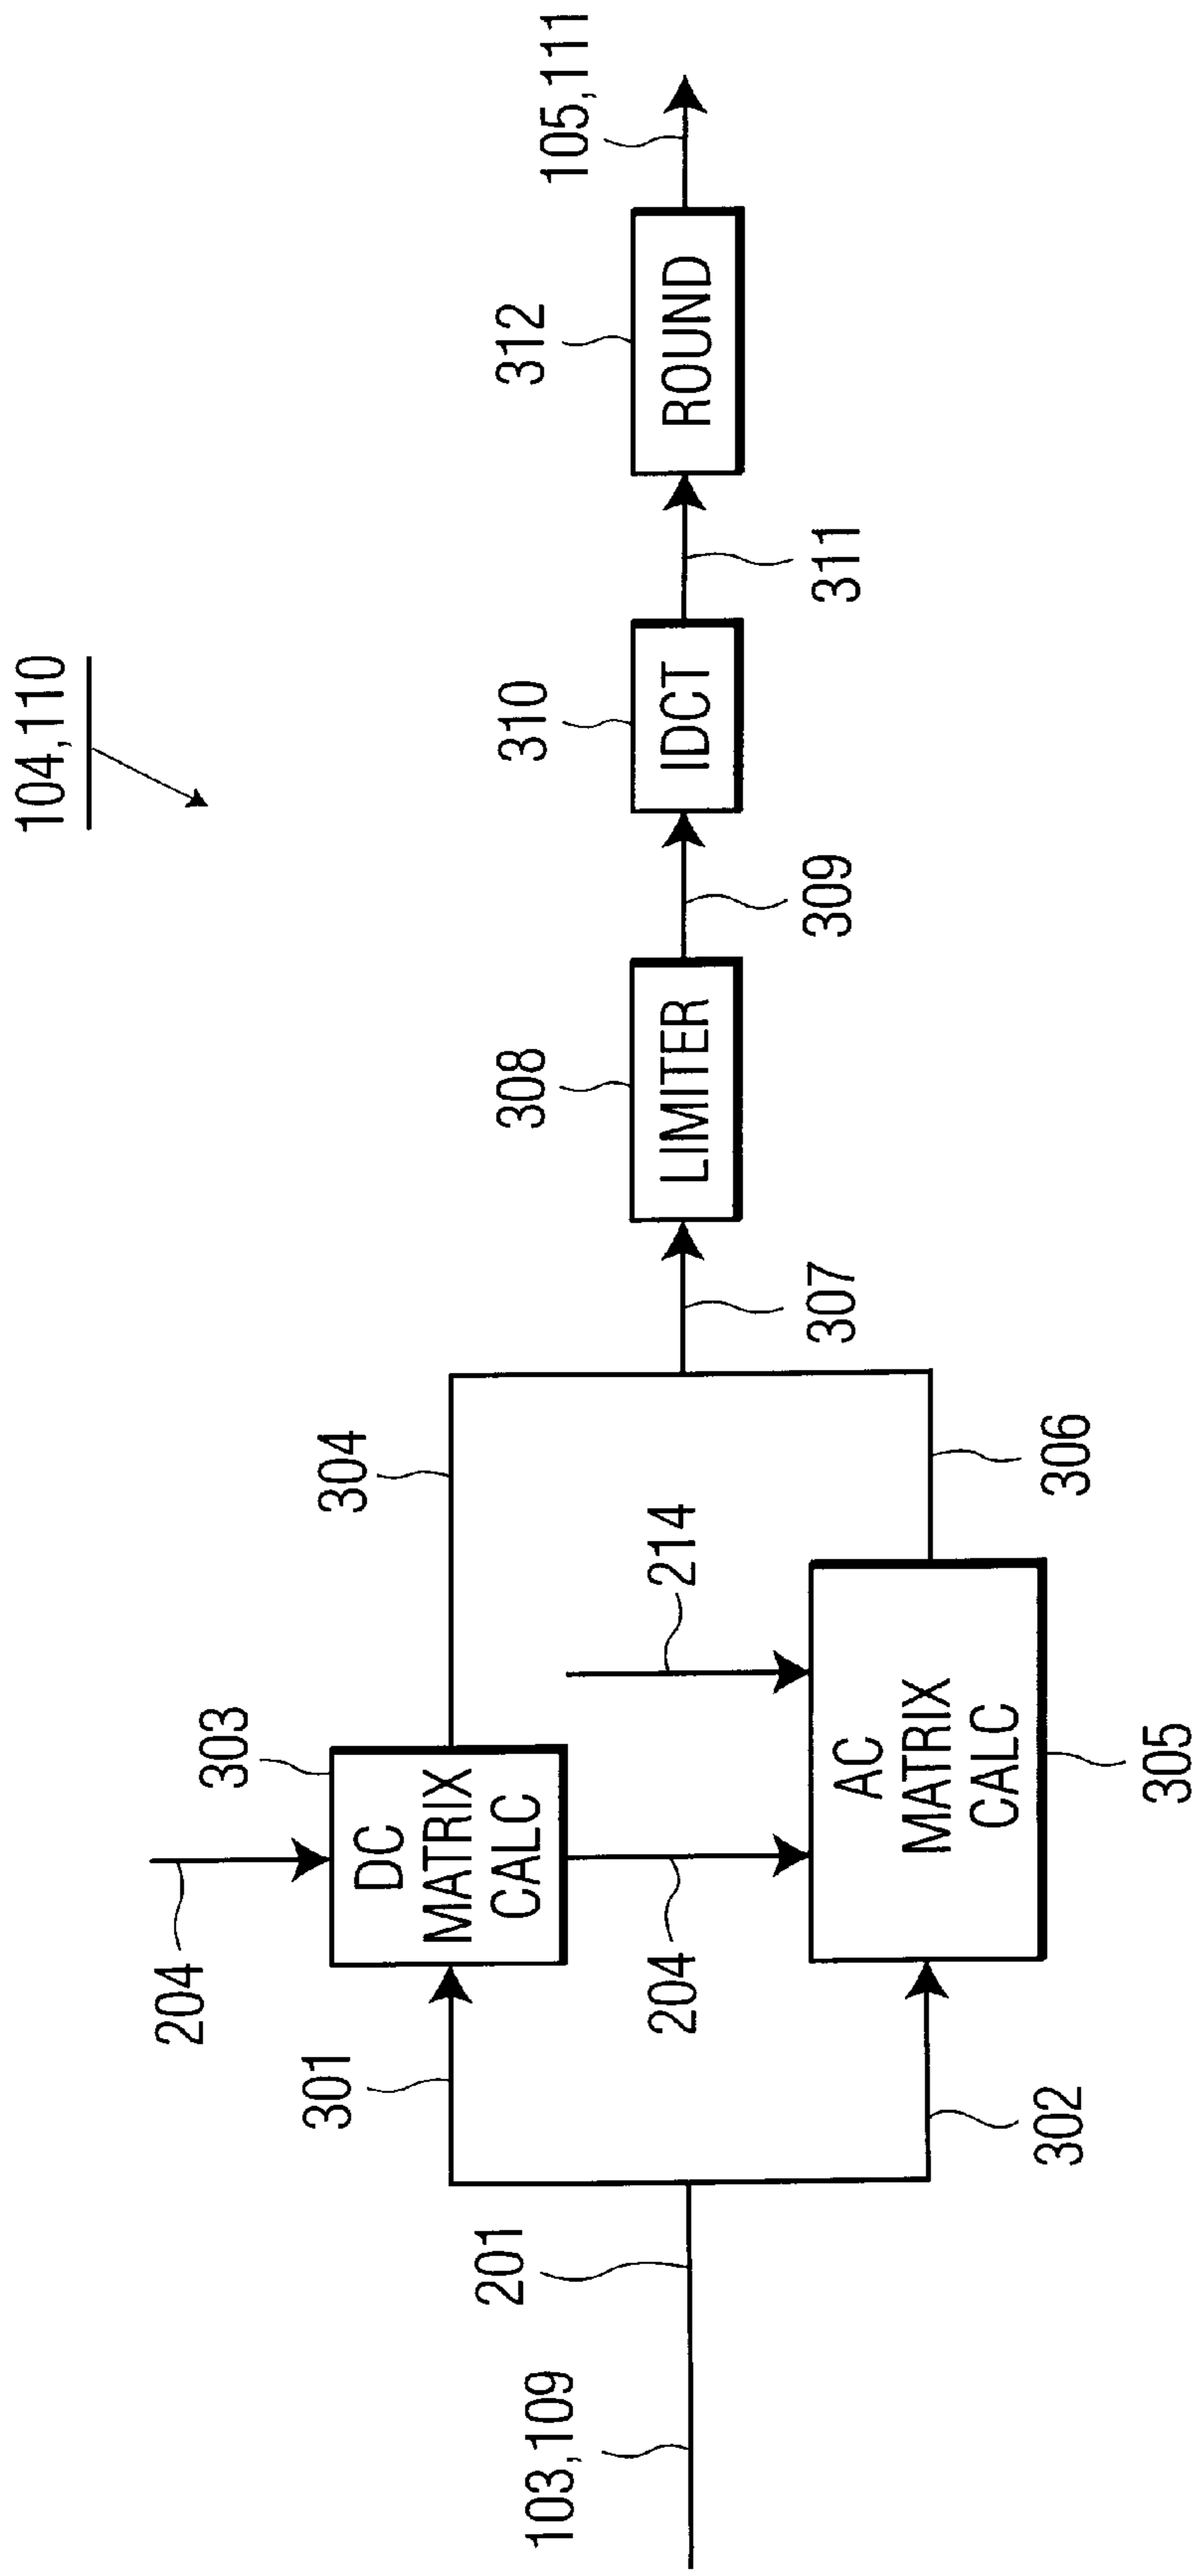 104,110
103,109
201
301
302
204
303
DC
MATRIX
CALC
204
214
AC
MATRIX
CALC
305
304
306
307
308
LIMITER
309
310
IDCT
311
312
ROUND
105,111